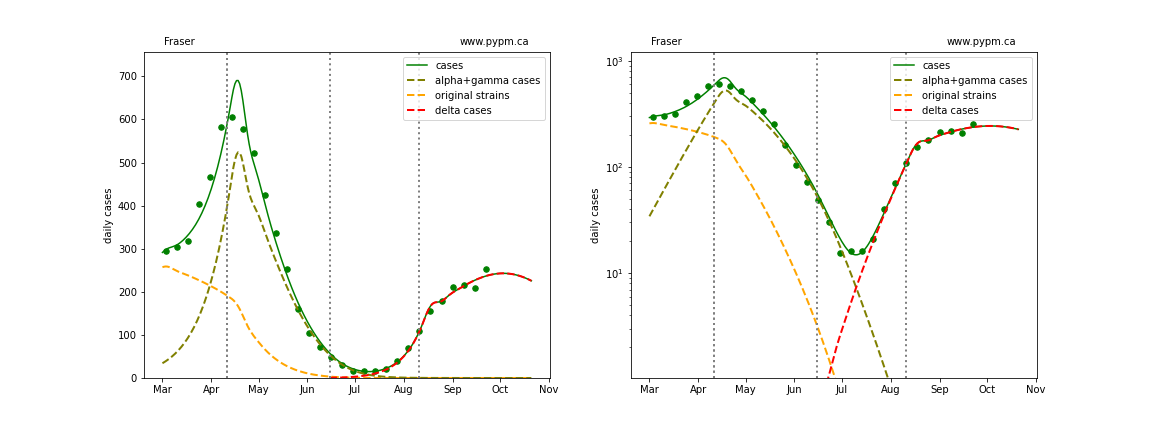 Fraser www.pypm.ca
cases
alpha+gamma cases
original strains
delta cases
daily cases
700
600
500
400
300
200
100
0
Mar Apr May Jun Jul Aug Sep Oct Nov
Fraser www.pypm.ca
cases
alpha+gamma cases
original strains
delta cases
daily cases
10³
10²
10¹
Mar Apr May Jun Jul Aug Sep Oct Nov